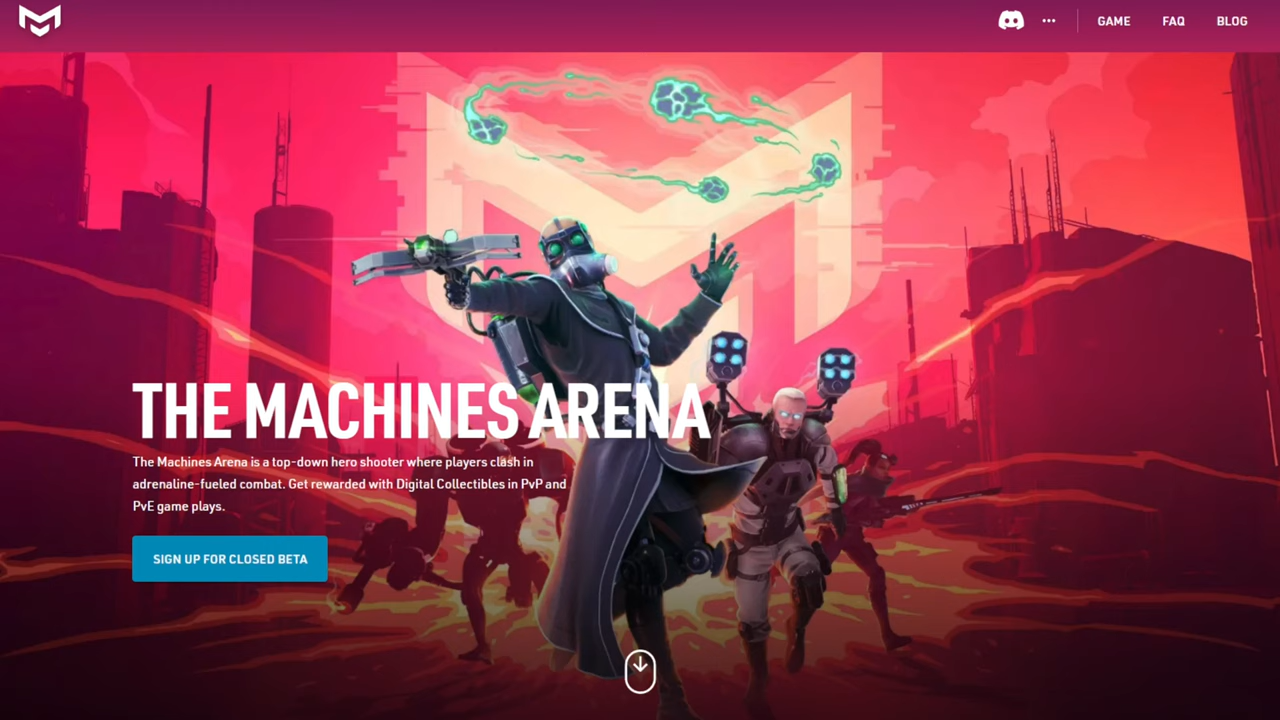 GAME
FAQ
BLOG
THE MACHINES ARENA
The Machines Arena is a top-down hero shooter where players clash in
adrenaline-fueled combat. Get rewarded with Digital Collectibles in PvP and
PvE game plays.
SIGN UP FOR CLOSED BETA